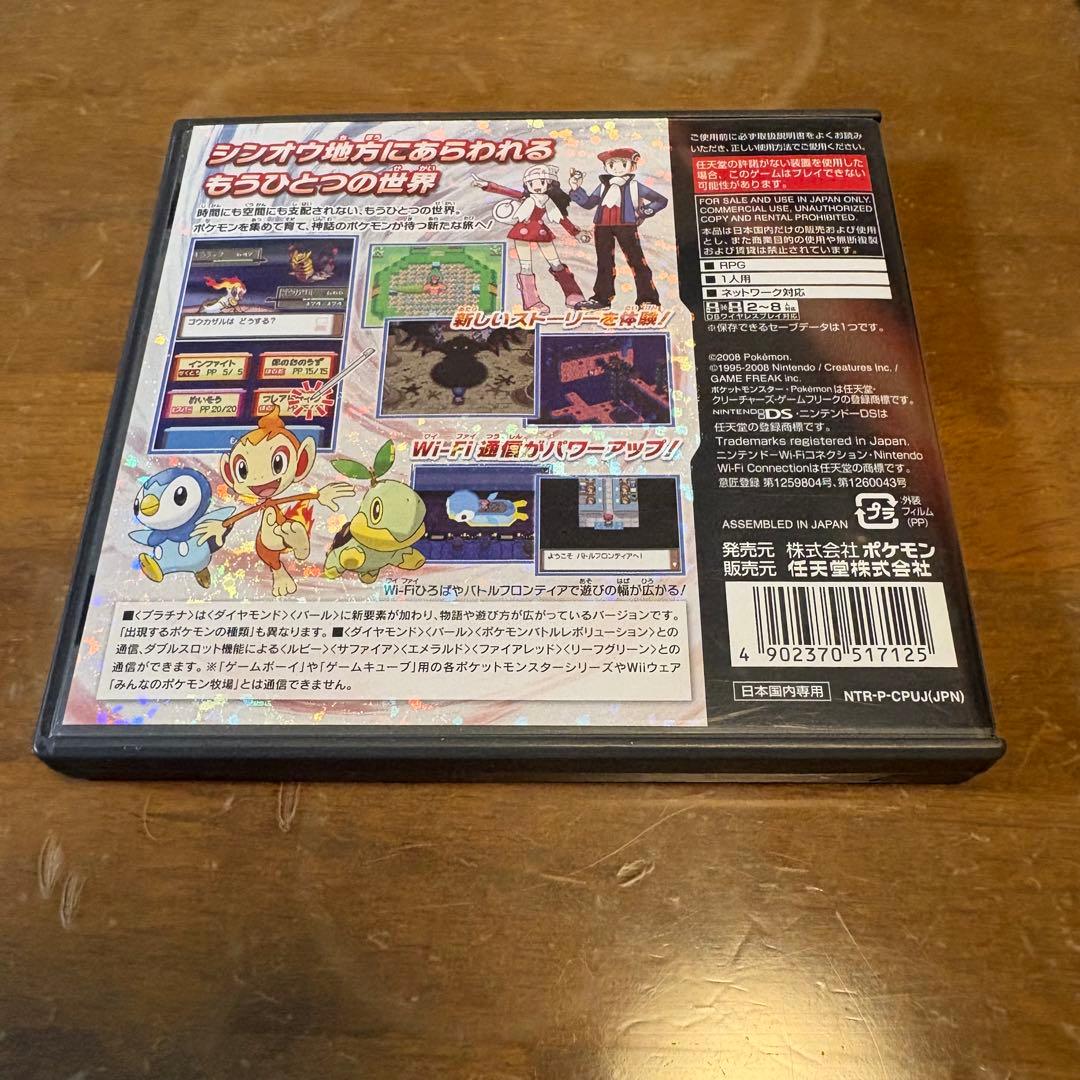 シンオウ地方にあらわれる
もうひとつの世界
時間にも空間にも支配されない、もうひとつの世界。
ポケモンを集めて育て、神話のポケモンが待つ新たな旅へ!
ゴウカザルは どうする?
インファイト
PP 5/ 5
PP 15/15
めいそう
PP 20/20
新しいストーリーを体験!
Wi-Fi 通信がパワーアップ!
ようこそ バトルフロンティアへ!
Wi-Fiひろばやバトルフロンティアで遊びの幅が広がる!
■〈プラチナ〉は〈ダイヤモンド〉〈パール〉に新要素が加わり、物語や遊び方が広がっているバージョンです。
「出現するポケモンの種類」も異なります。■〈ダイヤモンド〉〈パール〉〈ポケモンバトルレボリューション〉との
通信、ダブルスロット機能による〈ルビー〉〈サファイア〉〈エメラルド〉〈ファイアレッド〉〈リーフグリーン〉との
通信ができます。※「ゲームボーイ」や「ゲームキューブ」用の各ポケットモンスターシリーズやWiiウェア
「みんなのポケモン牧場」とは通信できません。
ご使用前に必ず取扱説明書をよくお読み
いただき、正しい使用方法でご愛用ください。
任天堂の許諾がない装置を使用した
場合、このゲームはプレイできない
可能性があります。
FOR SALE AND USE IN JAPAN ONLY.
COMMERCIAL USE, UNAUTHORIZED
COPY AND RENTAL PROHIBITED.
本品は日本国内だけの販売および使用
とし、また商業目的の使用や無断複製
および賃貸は禁止されています。
■ RPG
■ 1人用
■ ネットワーク対応
2～8人対応
DSワイヤレスプレイ
※保存できるセーブデータは1つです。
©2008 Pokémon.
©1995-2008 Nintendo / Creatures Inc. /
GAME FREAK inc.
ポケットモンスター・Pokémonは任天堂・
クリーチャーズ・ゲームフリークの登録商標です。
NINTENDO DS・ニンテンドーDSは
任天堂の登録商標です。
Trademarks registered in Japan.
ニンテンドーWi-Fiコネクション・Nintendo
Wi-Fi Connectionは任天堂の商標です。
意匠登録 第1259804号、第1260043号
プラ
外装
フィルム
(PP)
ASSEMBLED IN JAPAN
発売元 株式会社 ポケモン
販売元 任天堂株式会社
4 902370 517125
日本国内専用
NTR-P-CPUJ(JPN)